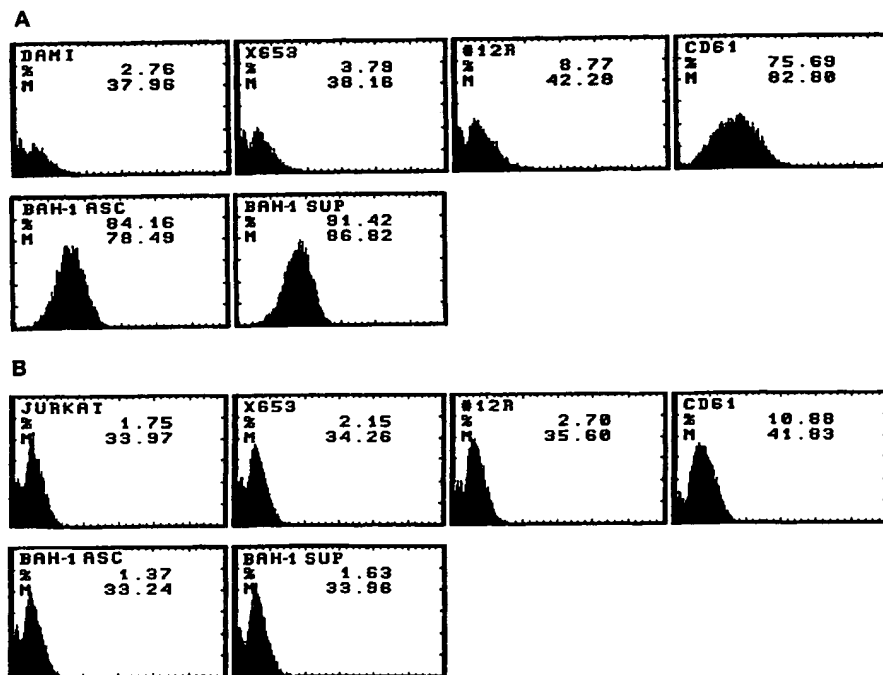 A
DAMI
% 2.76
M 37.96
X653
% 3.79
M 38.16
#12R
% 8.77
M 42.28
CD61
% 75.69
M 82.80
BAH-1 ASC
% 84.16
M 78.49
BAH-1 SUP
% 91.42
M 86.82
B
JURKAT
% 1.75
M 33.97
X653
% 2.15
M 34.26
#12R
% 2.70
M 35.60
CD61
% 10.88
M 41.83
BAH-1 ASC
% 1.37
M 33.24
BAH-1 SUP
% 1.63
M 33.96